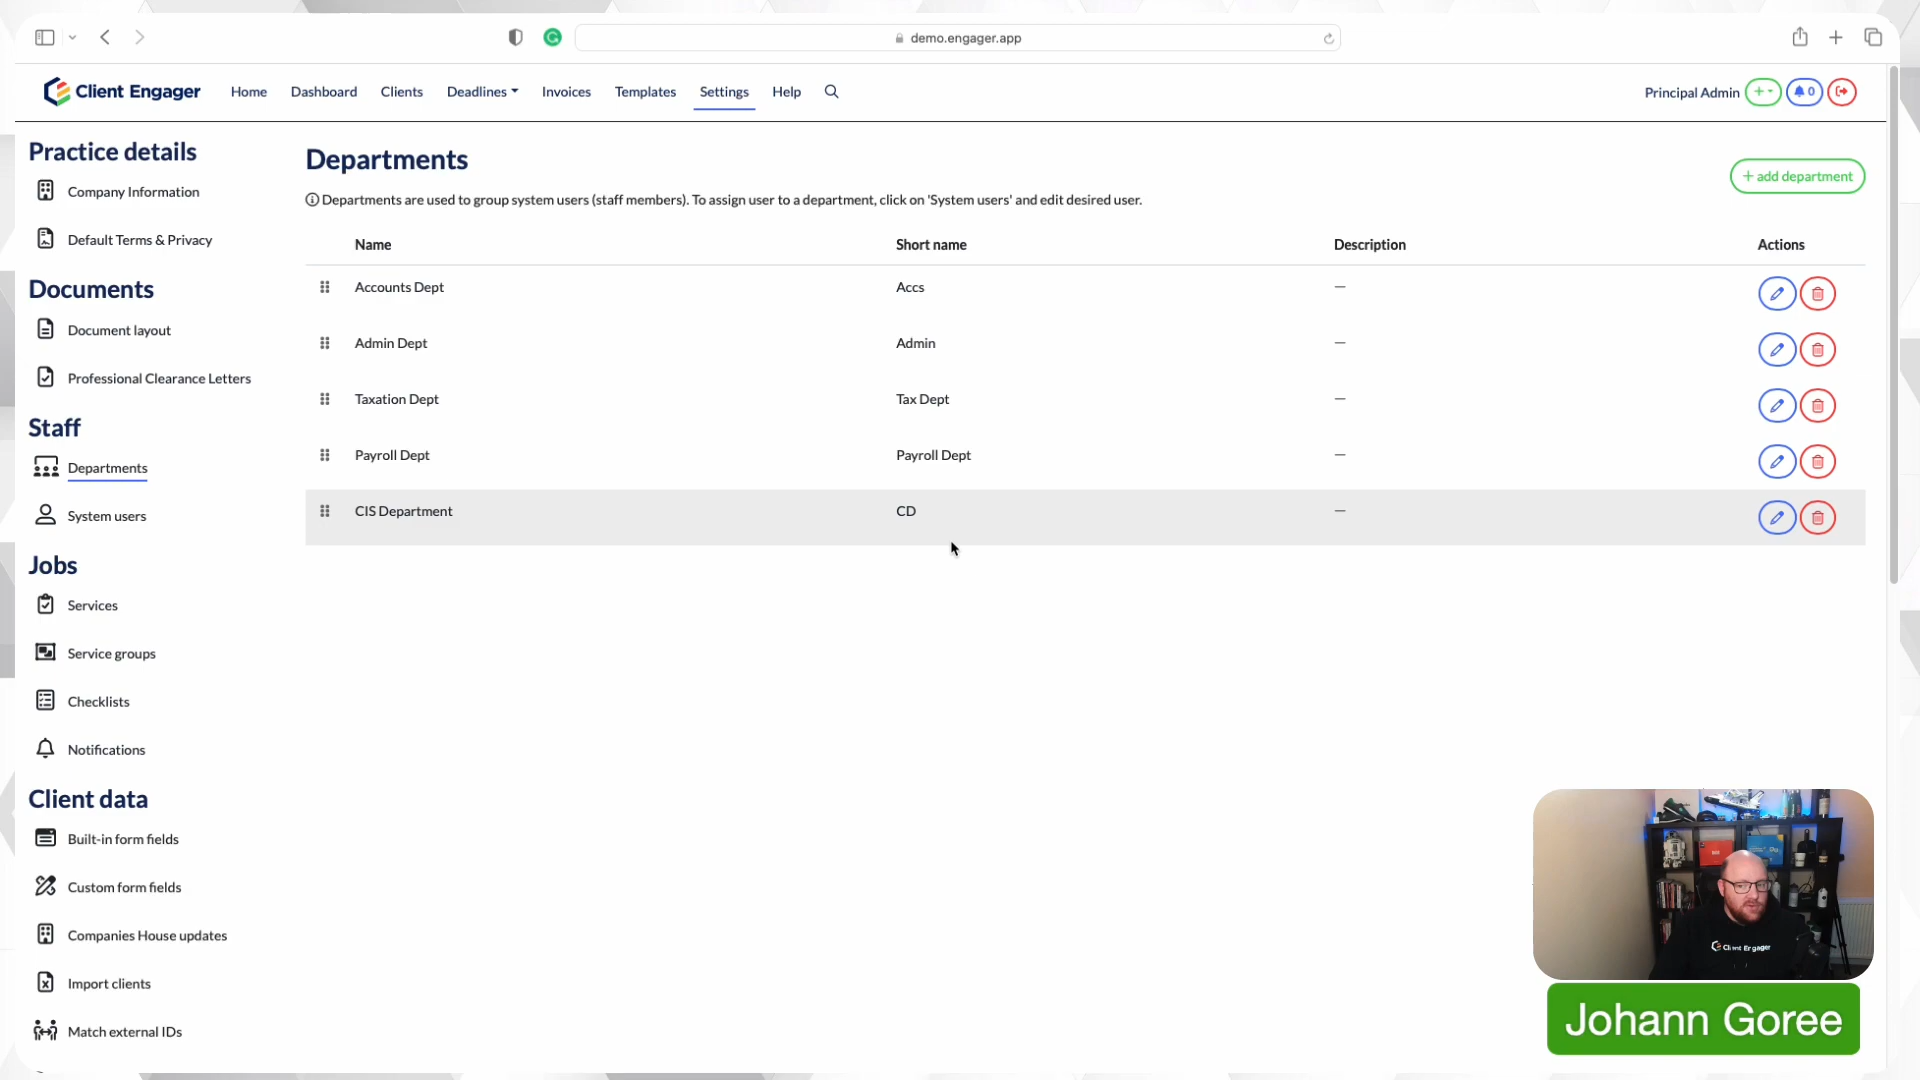 demo.engager.app
Client Engager
Home
Dashboard
Clients
Deadlines
Invoices
Templates
Settings
Help
Principal Admin
+
0
Practice details
Company Information
Default Terms & Privacy
Documents
Document layout
Professional Clearance Letters
Staff
Departments
System users
Jobs
Services
Service groups
Checklists
Notifications
Client data
Built-in form fields
Custom form fields
Companies House updates
Import clients
Match external IDs
Departments
+ add department
Departments are used to group system users (staff members). To assign user to a department, click on 'System users' and edit desired user.
Name Short name Description Actions
Accounts Dept Accs —
Admin Dept Admin —
Taxation Dept Tax Dept —
Payroll Dept Payroll Dept —
CIS Department CD —
Client Engager
Johann Goree